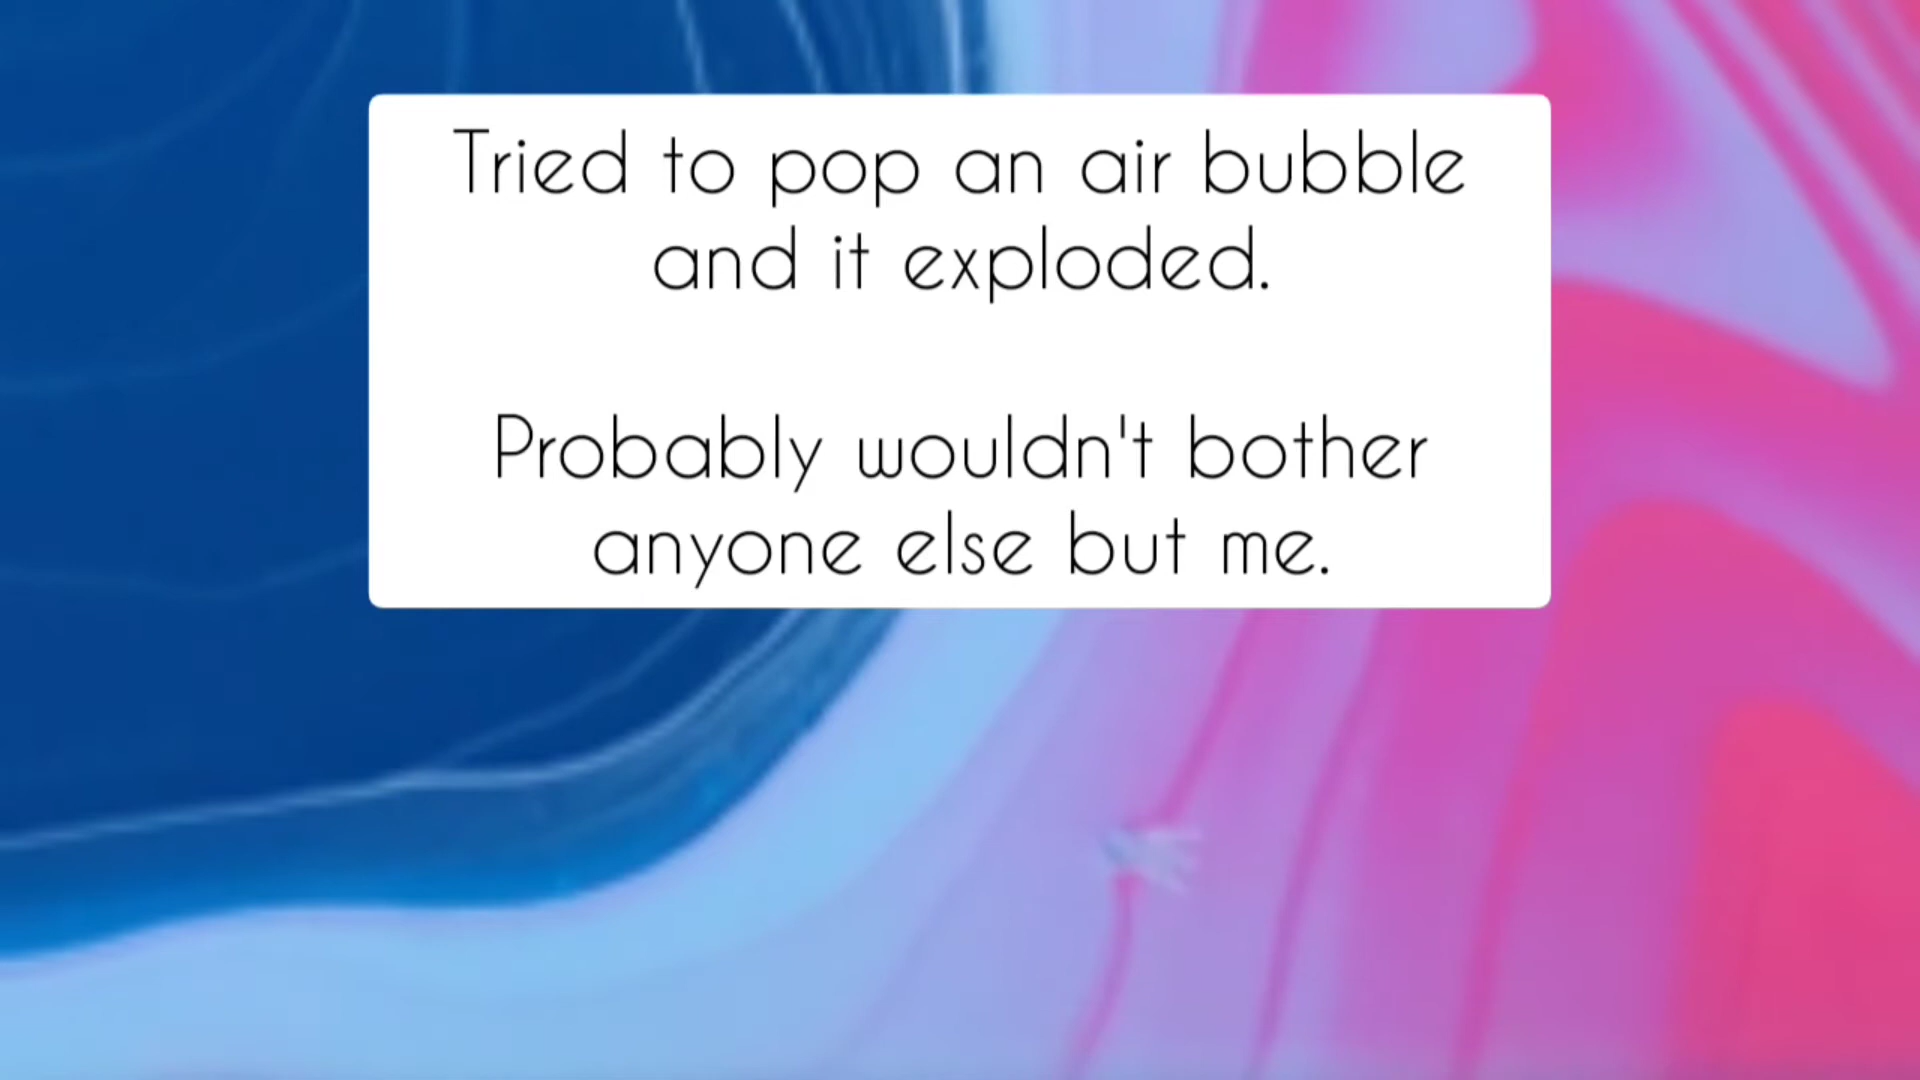 Tried to pop an air bubble
and it exploded.
Probably wouldn't bother
anyone else but me.